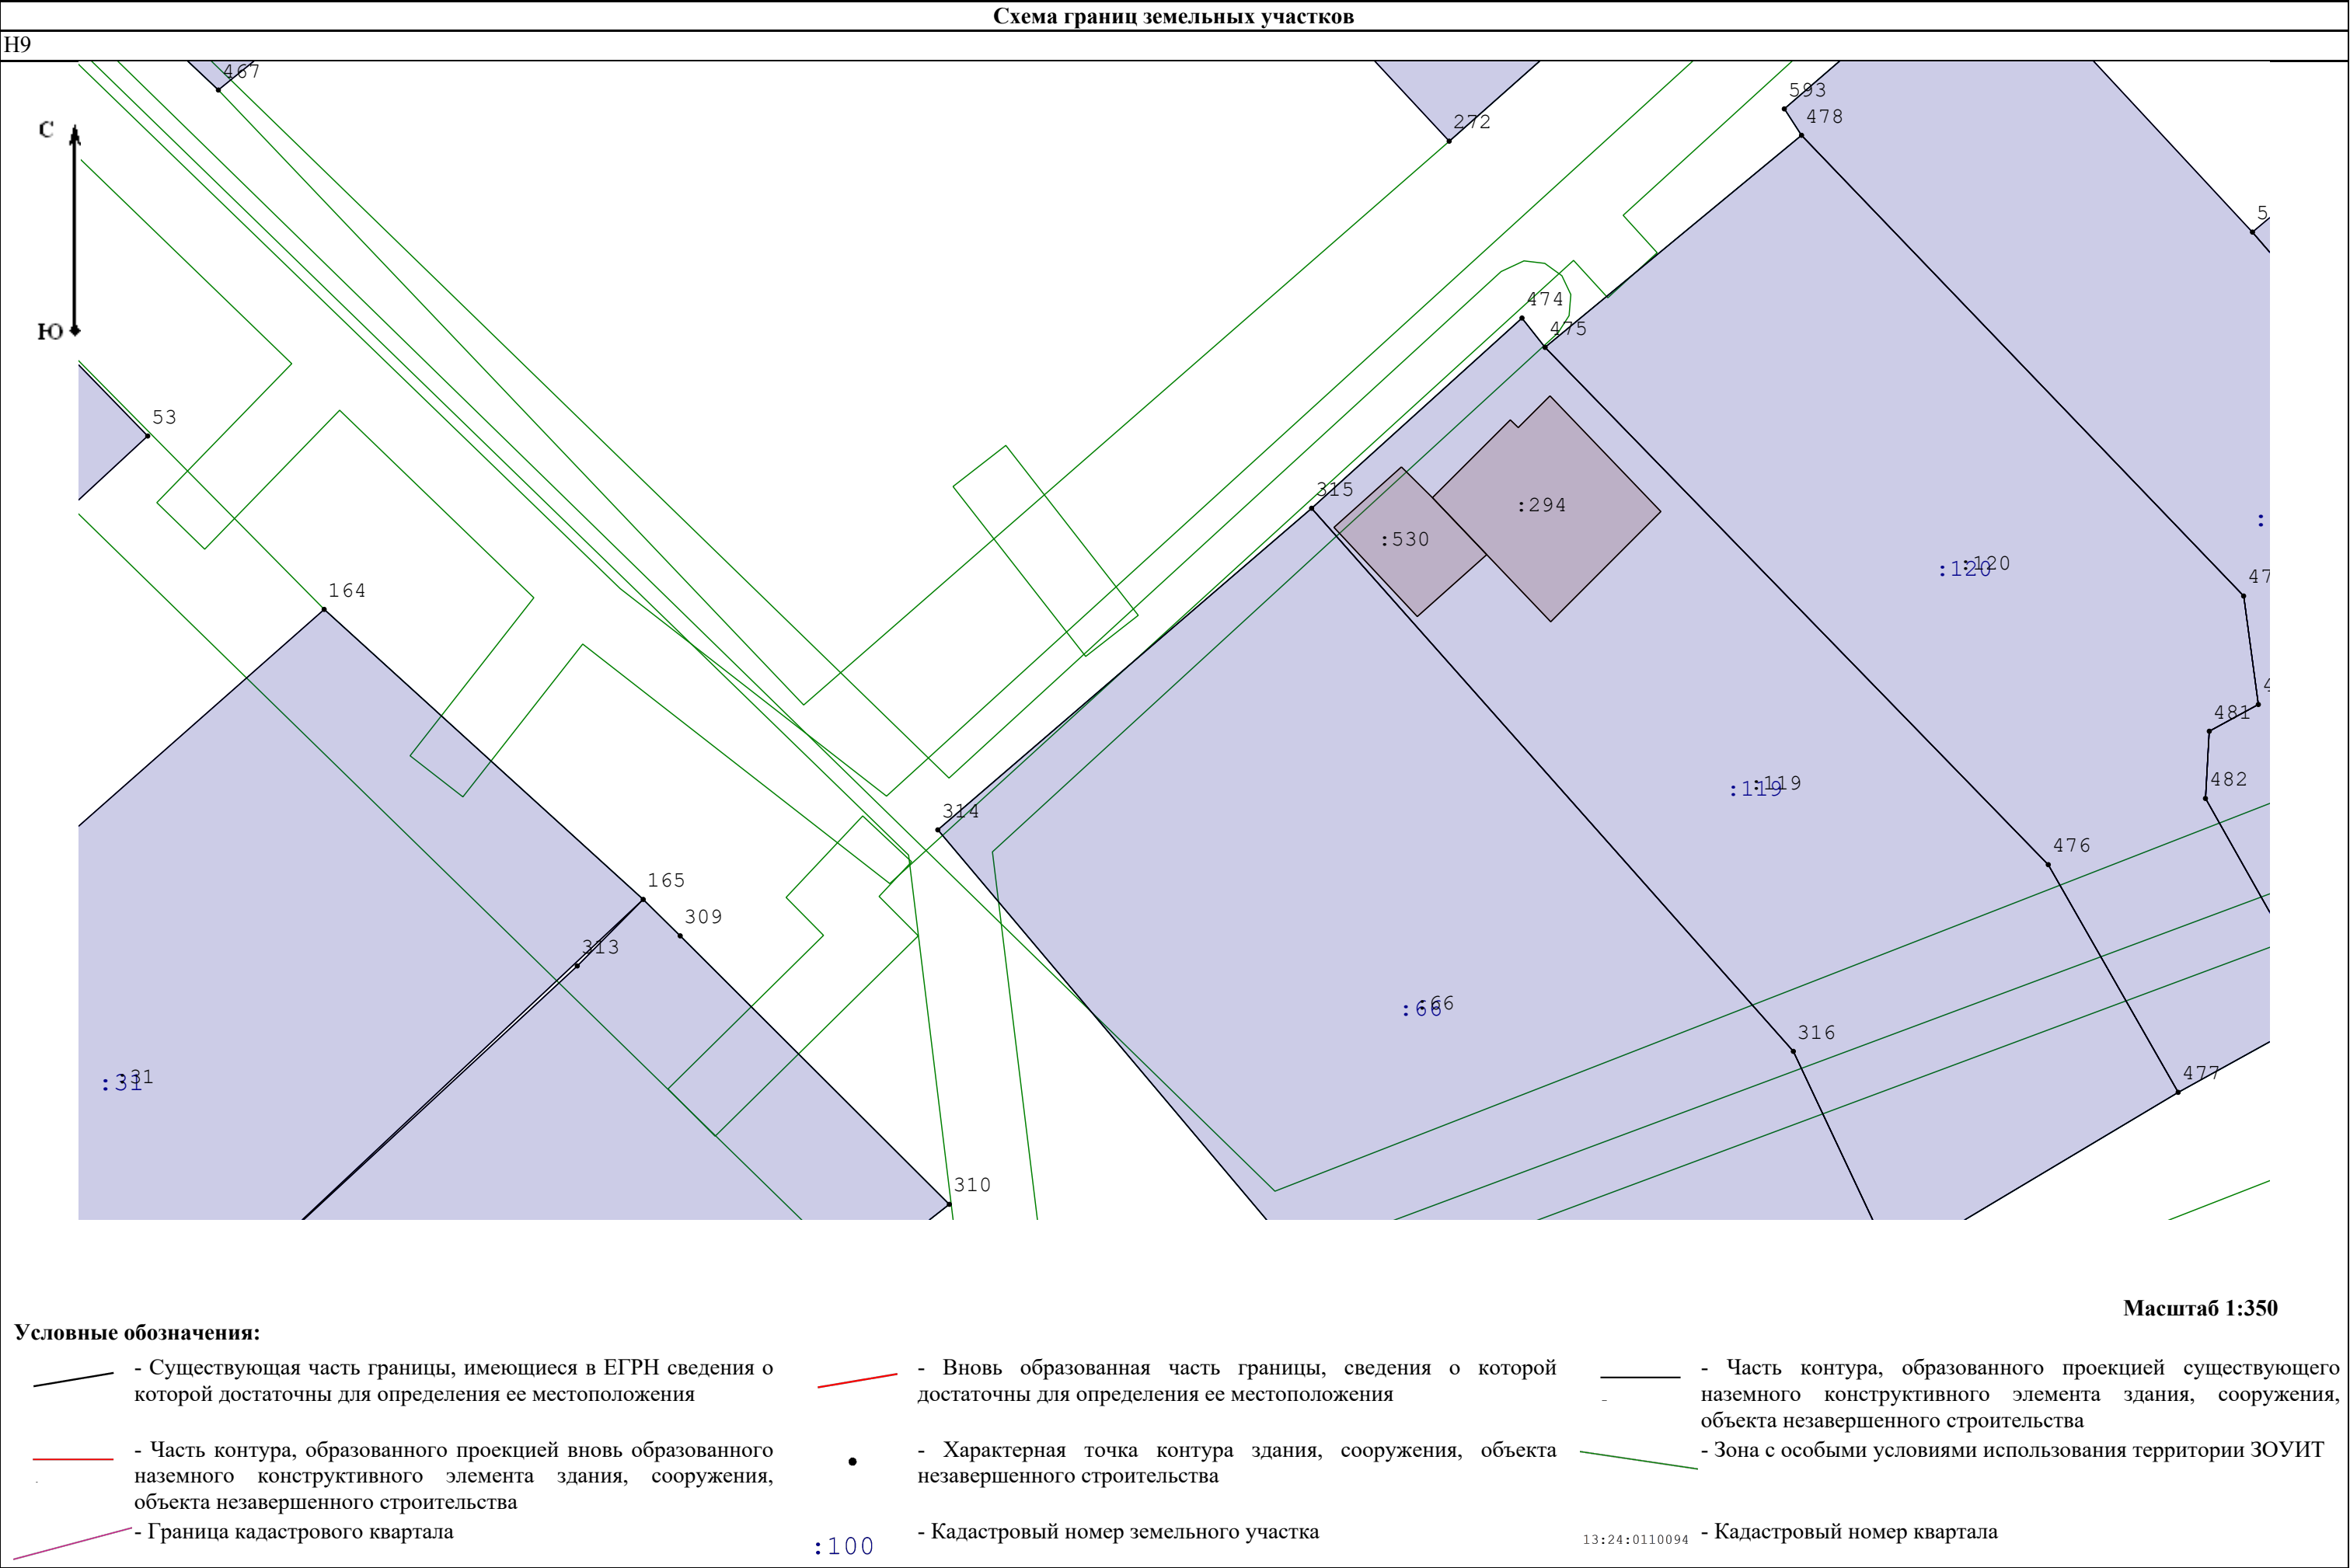 Схема границ земельных участков
Н9
467
593
272
478
С
5
474
475
Ю
53
315
:294
:
:530
:120
:120
47
164
4
481
:119
:119
482
314
476
165
309
313
:66
:66
316
477
:31
:31
310
Масштаб 1:350
Условные обозначения:
- Существующая часть границы, имеющиеся в ЕГРН сведения о
которой достаточны для определения ее местоположения
- Вновь образованная часть границы, сведения о которой
достаточны для определения ее местоположения
- Часть контура, образованного проекцией существующего
наземного конструктивного элемента здания, сооружения,
объекта незавершенного строительства
- Часть контура, образованного проекцией вновь образованного
наземного конструктивного элемента здания, сооружения,
объекта незавершенного строительства
- Характерная точка контура здания, сооружения, объекта
незавершенного строительства
- Зона с особыми условиями использования территории ЗОУИТ
- Граница кадастрового квартала
:100
- Кадастровый номер земельного участка
13:24:0110094
- Кадастровый номер квартала